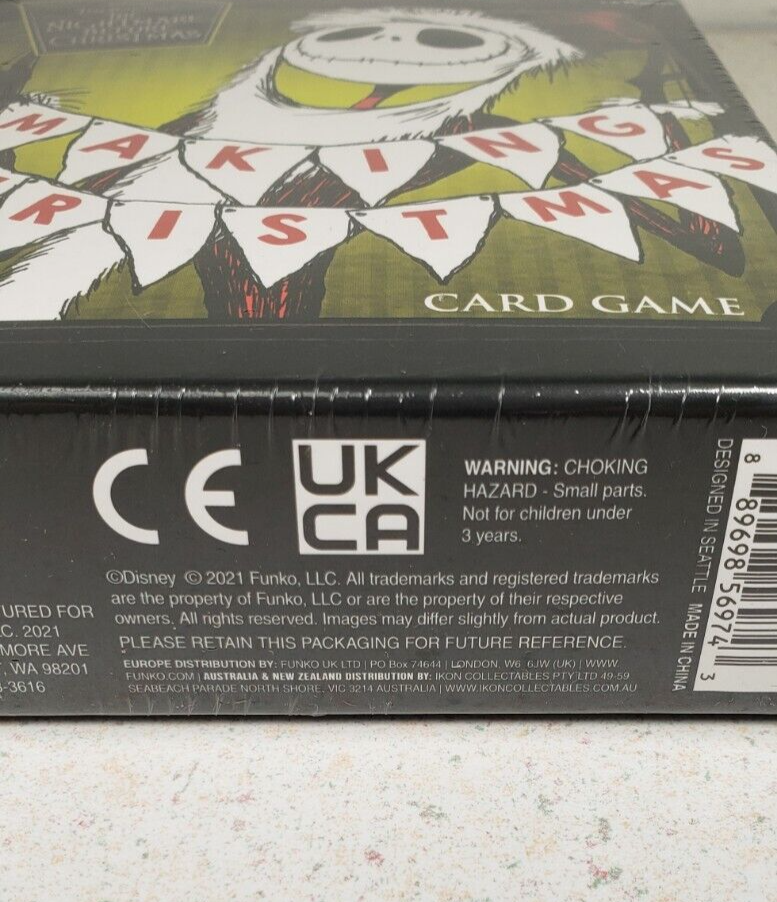 NIGHTMARE
BEFORE
CHRISTMAS
MAKING
RISTMAS
CARD GAME
CE
UK
CA
WARNING: CHOKING
HAZARD - Small parts.
Not for children under
3 years.
©Disney © 2021 Funko, LLC. All trademarks and registered trademarks
are the property of Funko, LLC or are the property of their respective
owners. All rights reserved. Images may differ slightly from actual product.
PLEASE RETAIN THIS PACKAGING FOR FUTURE REFERENCE.
EUROPE DISTRIBUTION BY: FUNKO UK LTD | PO Box 74644 | LONDON, W6 6JW (UK) | WWW.
FUNKO.COM | AUSTRALIA & NEW ZEALAND DISTRIBUTION BY: IKON COLLECTABLES PTY LTD 49-59
SEABEACH PARADE NORTH SHORE, VIC 3214 AUSTRALIA | WWW.IKONCOLLECTABLES.COM.AU
URED FOR
C. 2021
MORE AVE
, WA 98201
-3616
DESIGNED IN SEATTLE MADE IN CHINA
8 89698 56974 3